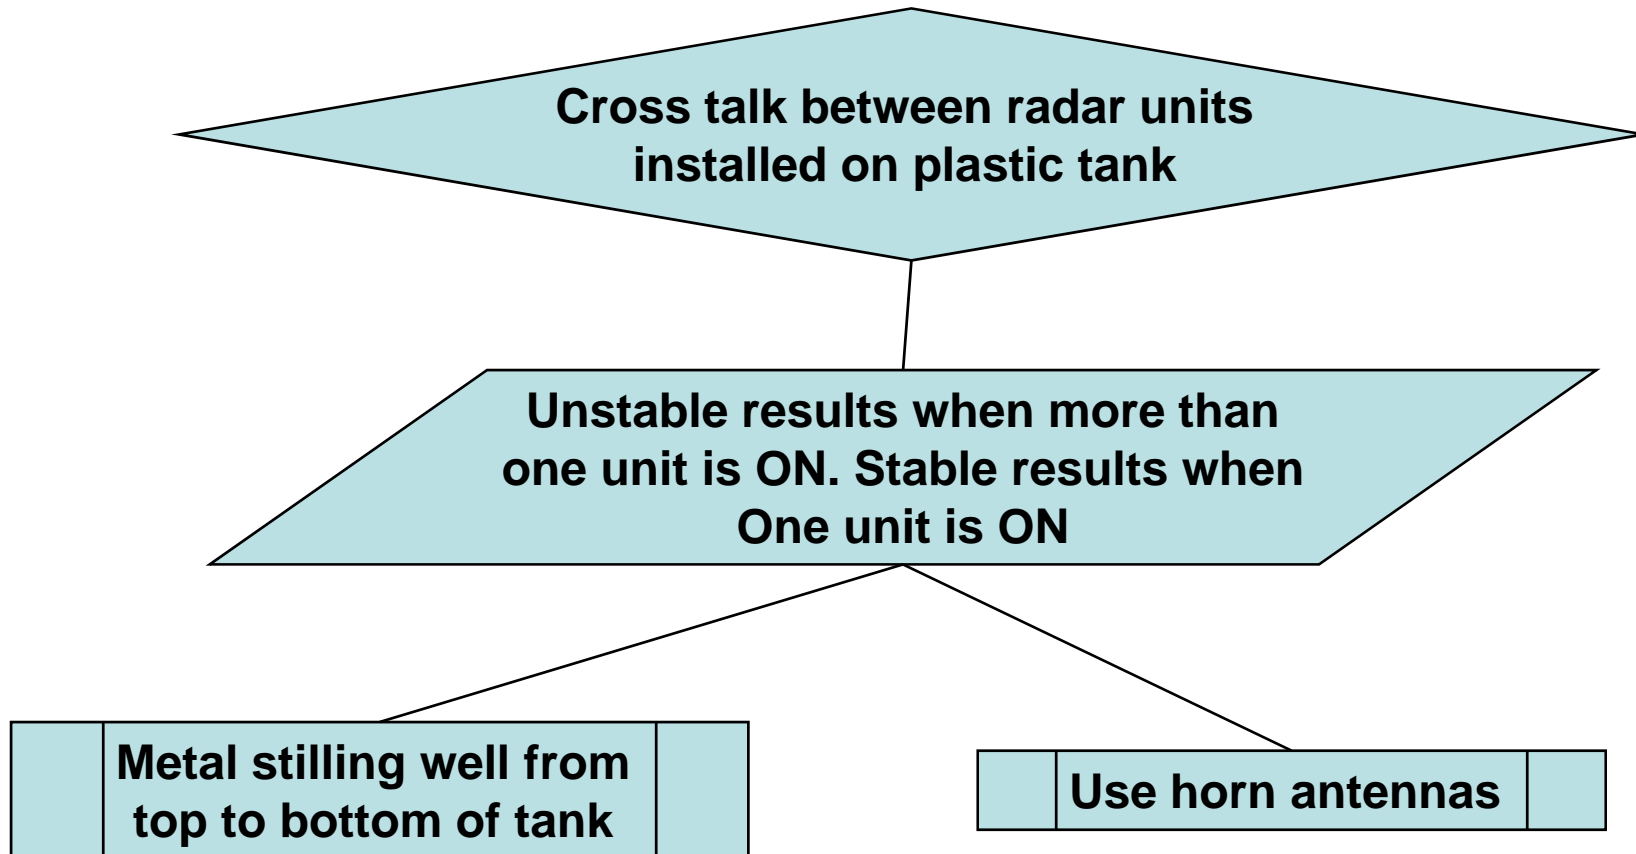 Cross talk between radar units
installed on plastic tank
Unstable results when more than
one unit is ON. Stable results when
One unit is ON
Metal stilling well from
top to bottom of tank
Use horn antennas